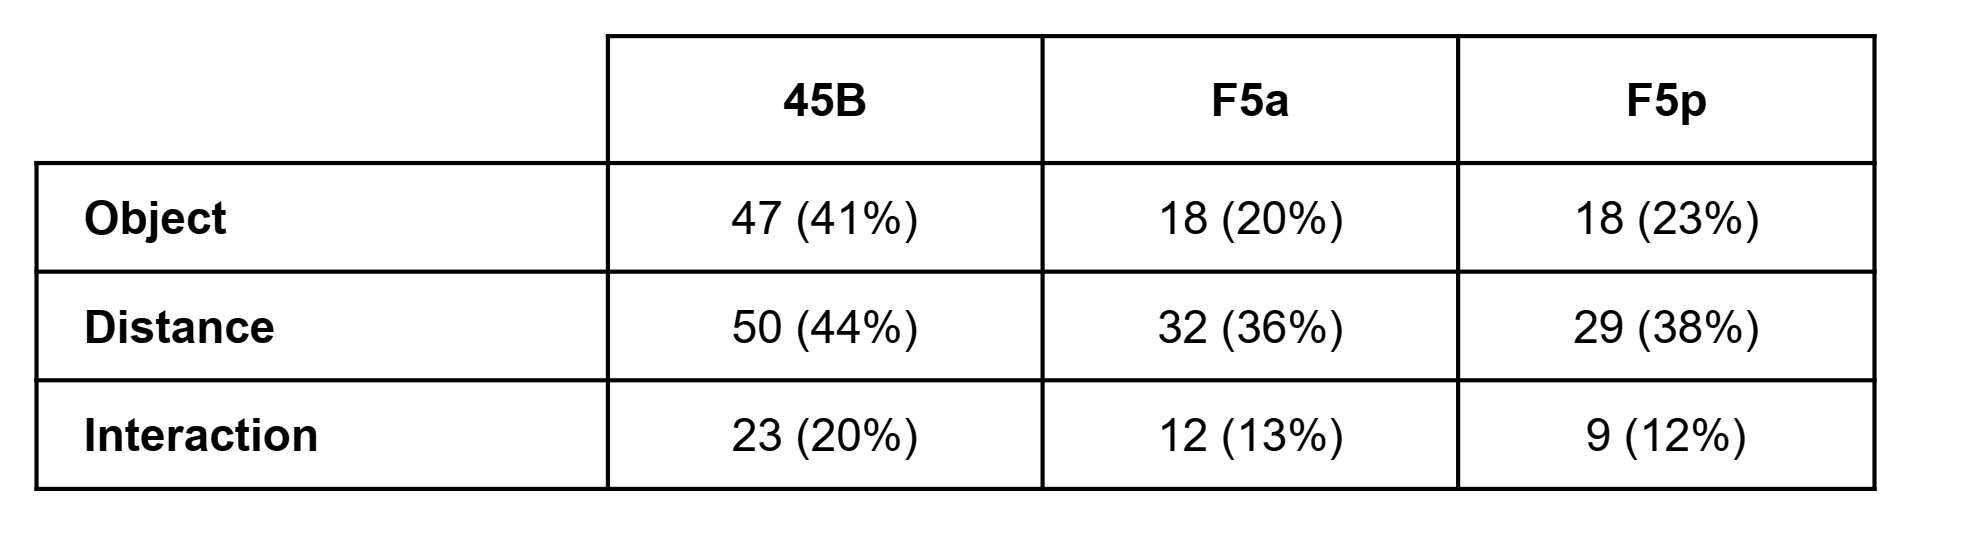 45B F5a F5p
Object 47 (41%) 18 (20%) 18 (23%)
Distance 50 (44%) 32 (36%) 29 (38%)
Interaction 23 (20%) 12 (13%) 9 (12%)